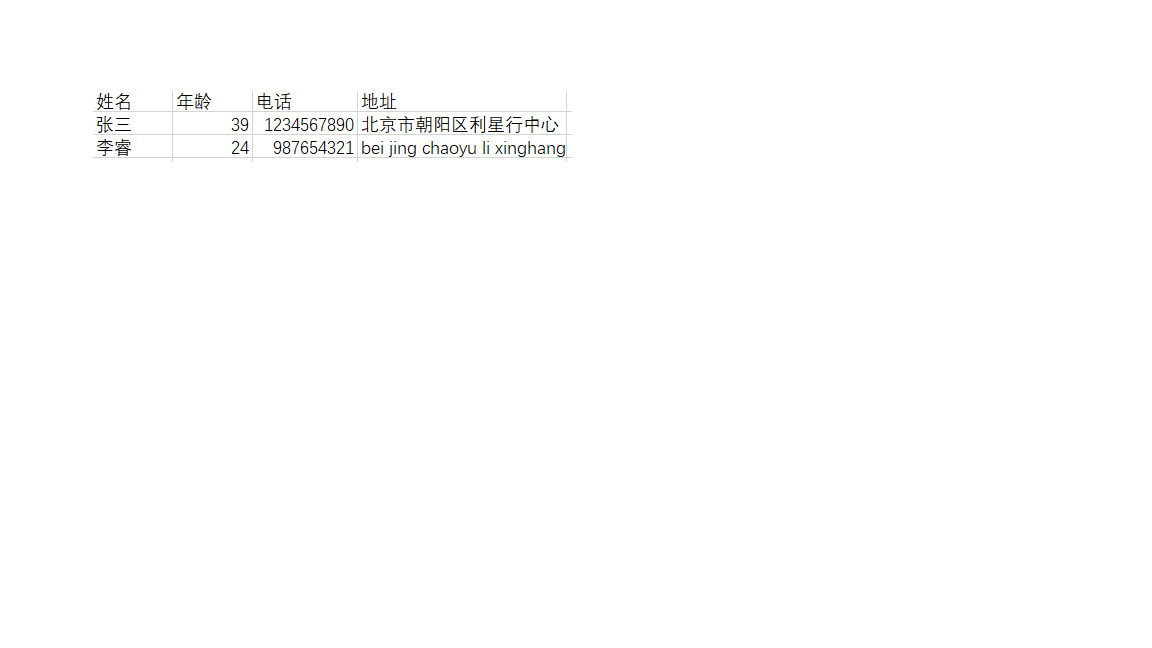 姓名 年龄 电话 地址
张三 39 1234567890 北京市朝阳区利星行中心
李睿 24 987654321 bei jing chaoyu li xinghang